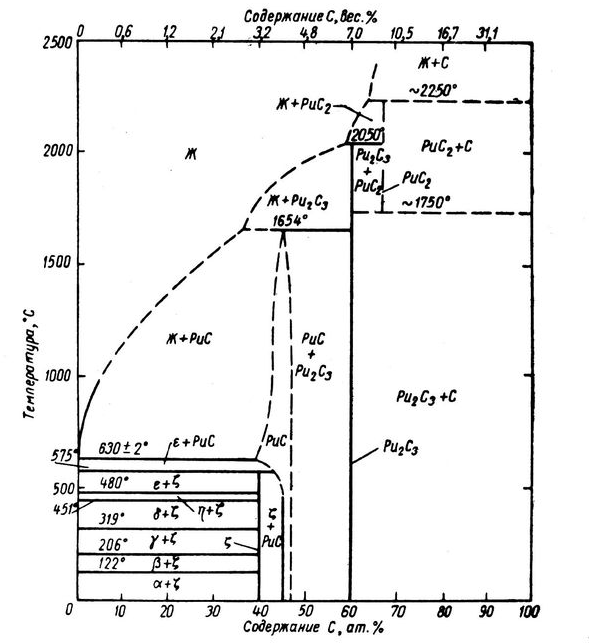 Содержание С, вес.%
0 0,6 1,2 2,1 3,2 4,8 7,0 10,5 16,7 31,1
2500
Ж+С
~2250°
Ж+PuC₂
2050°
2000
Ж
Pu₂C₃
+
PuC₂
PuC₂+C
PuC₂
Ж+Pu₂C₃
~1750°
1654°
1500
Температура, °С
Ж+PuC
PuC
+
Pu₂C₃
1000
Pu₂C₃+C
ε+PuC
PuC
630±2°
Pu₂C₃
575°
480°
ε+ζ
500
451°
319°
δ+ζ
η+ζ
ζ
+
PuC
206°
γ+ζ
ζ
122°
β+ζ
α+ζ
0
0 10 20 30 40 50 60 70 80 90 100
Содержание С, ат.%